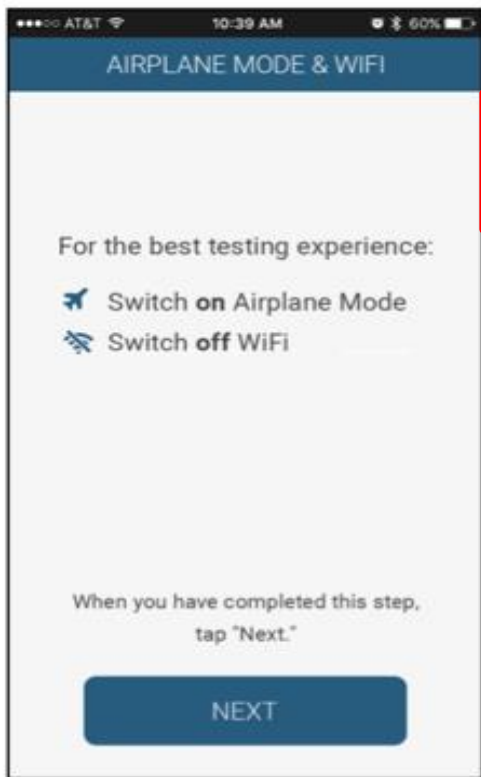 AT&T 10:39 AM 60%
AIRPLANE MODE & WIFI
For the best testing experience:
Switch on Airplane Mode
Switch off WiFi
When you have completed this step,
tap "Next."
NEXT